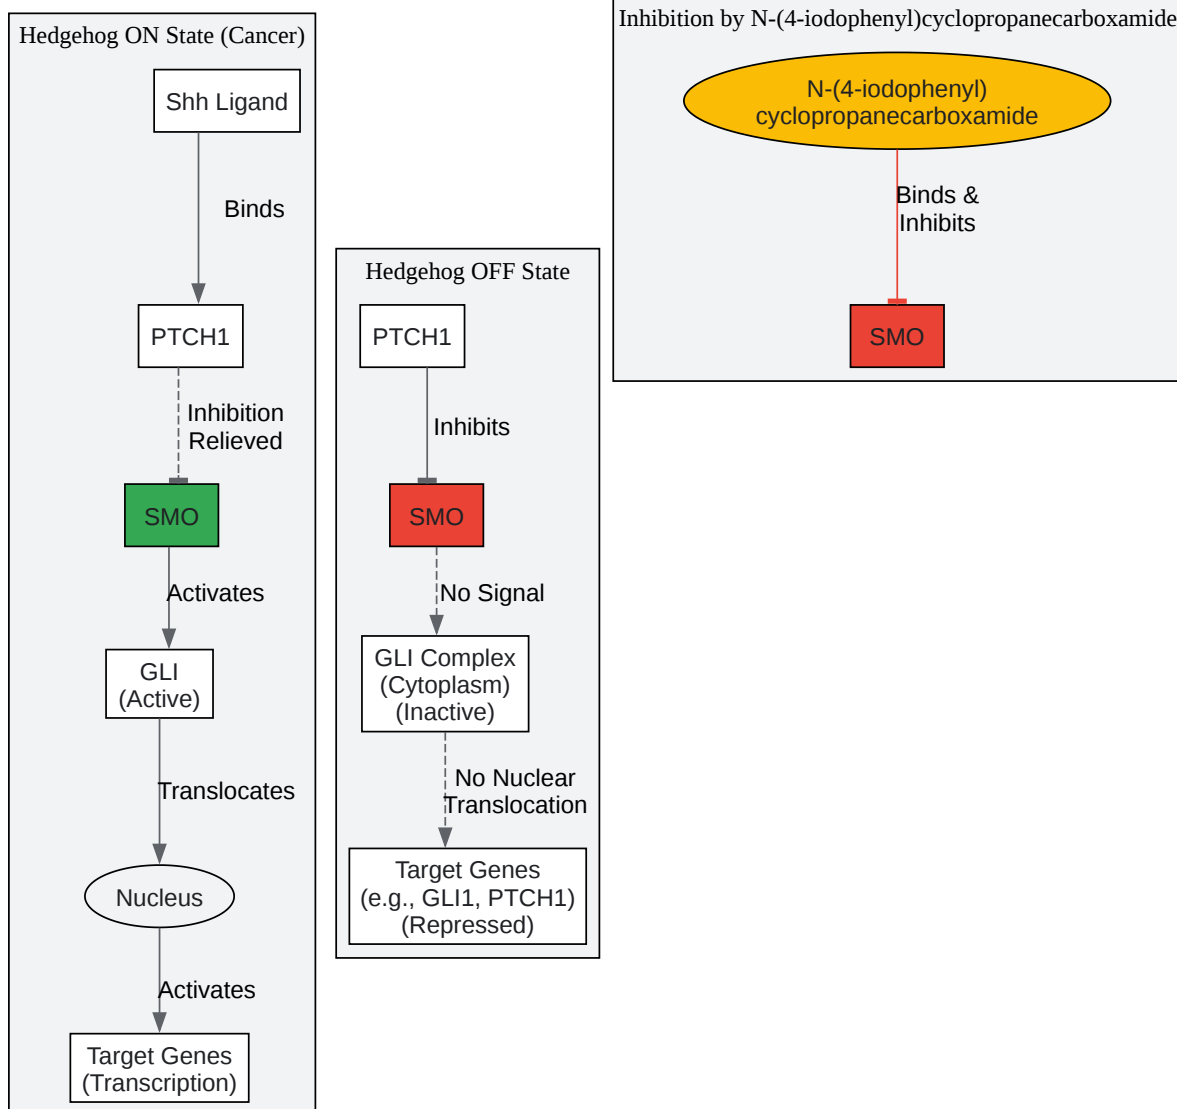 Hedgehog ON State (Cancer)
Shh Ligand
Binds
PTCH1
Inhibition
Relieved
SMO
Activates
GLI
(Active)
Translocates
Nucleus
Activates
Target Genes
(Transcription)
Hedgehog OFF State
PTCH1
Inhibits
SMO
No Signal
GLI Complex
(Cytoplasm)
(Inactive)
No Nuclear
Translocation
Target Genes
(e.g., GLI1, PTCH1)
(Repressed)
Inhibition by N-(4-iodophenyl)cyclopropanecarboxamide
N-(4-iodophenyl)
cyclopropanecarboxamide
Binds &
Inhibits
SMO